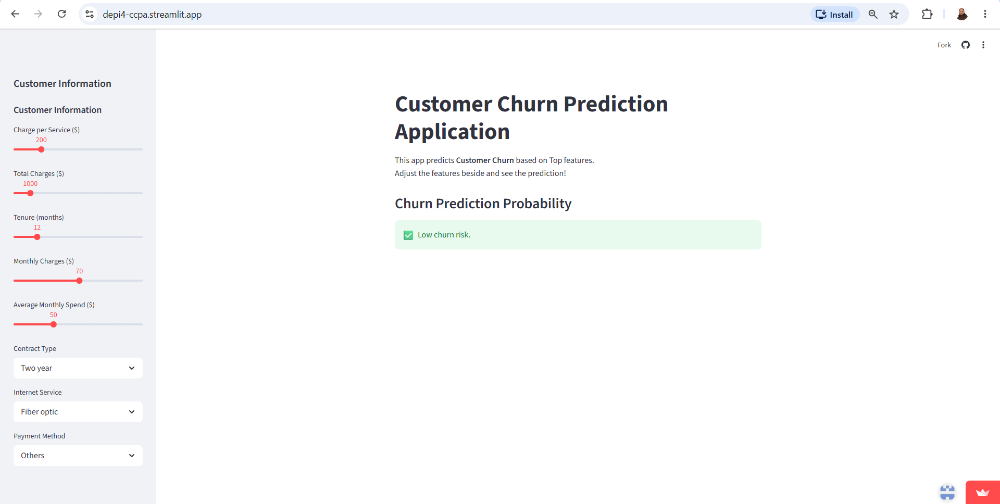 depi4-ccpa.streamlit.app
Install
Fork
Customer Information
Customer Information
Charge per Service ($)
200
Total Charges ($)
1000
Tenure (months)
12
Monthly Charges ($)
70
Average Monthly Spend ($)
50
Contract Type
Two year
Internet Service
Fiber optic
Payment Method
Others
Customer Churn Prediction
Application
This app predicts Customer Churn based on Top features.
Adjust the features beside and see the prediction!
Churn Prediction Probability
Low churn risk.